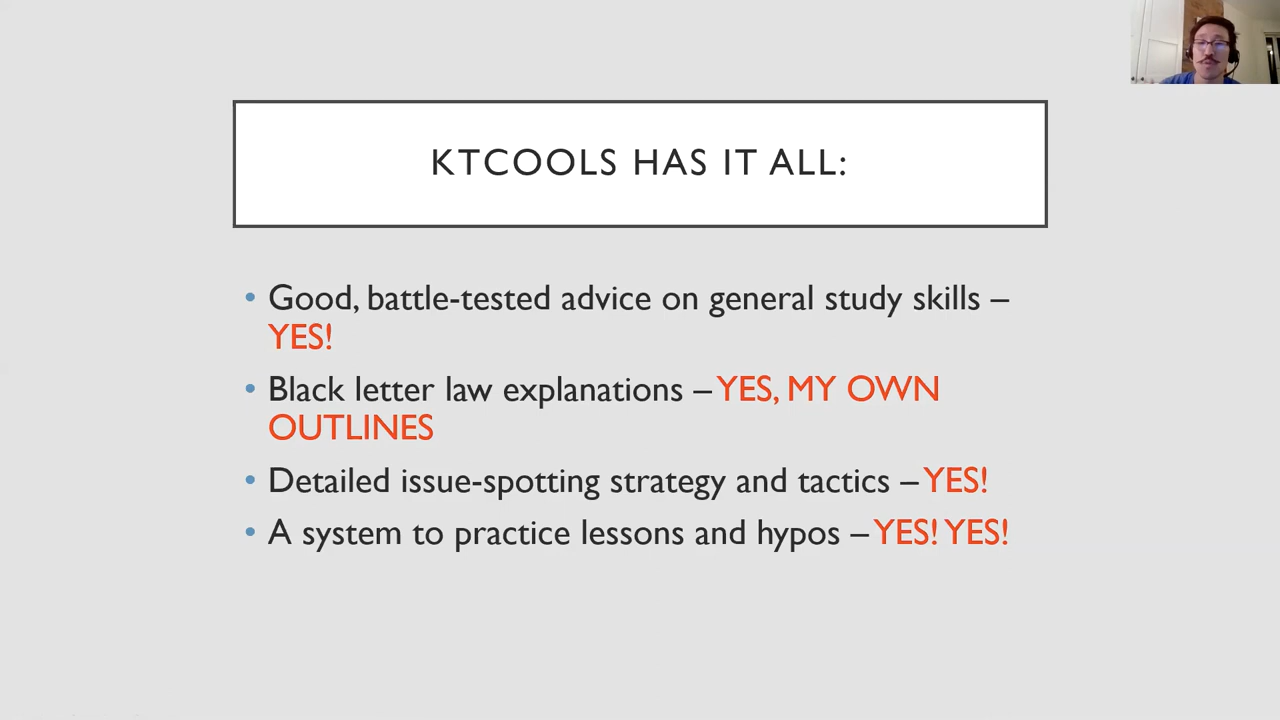 KTCOOLS HAS IT ALL:
• Good, battle-tested advice on general study skills –
YES!
• Black letter law explanations – YES, MY OWN
OUTLINES
• Detailed issue-spotting strategy and tactics – YES!
• A system to practice lessons and hypos – YES! YES!